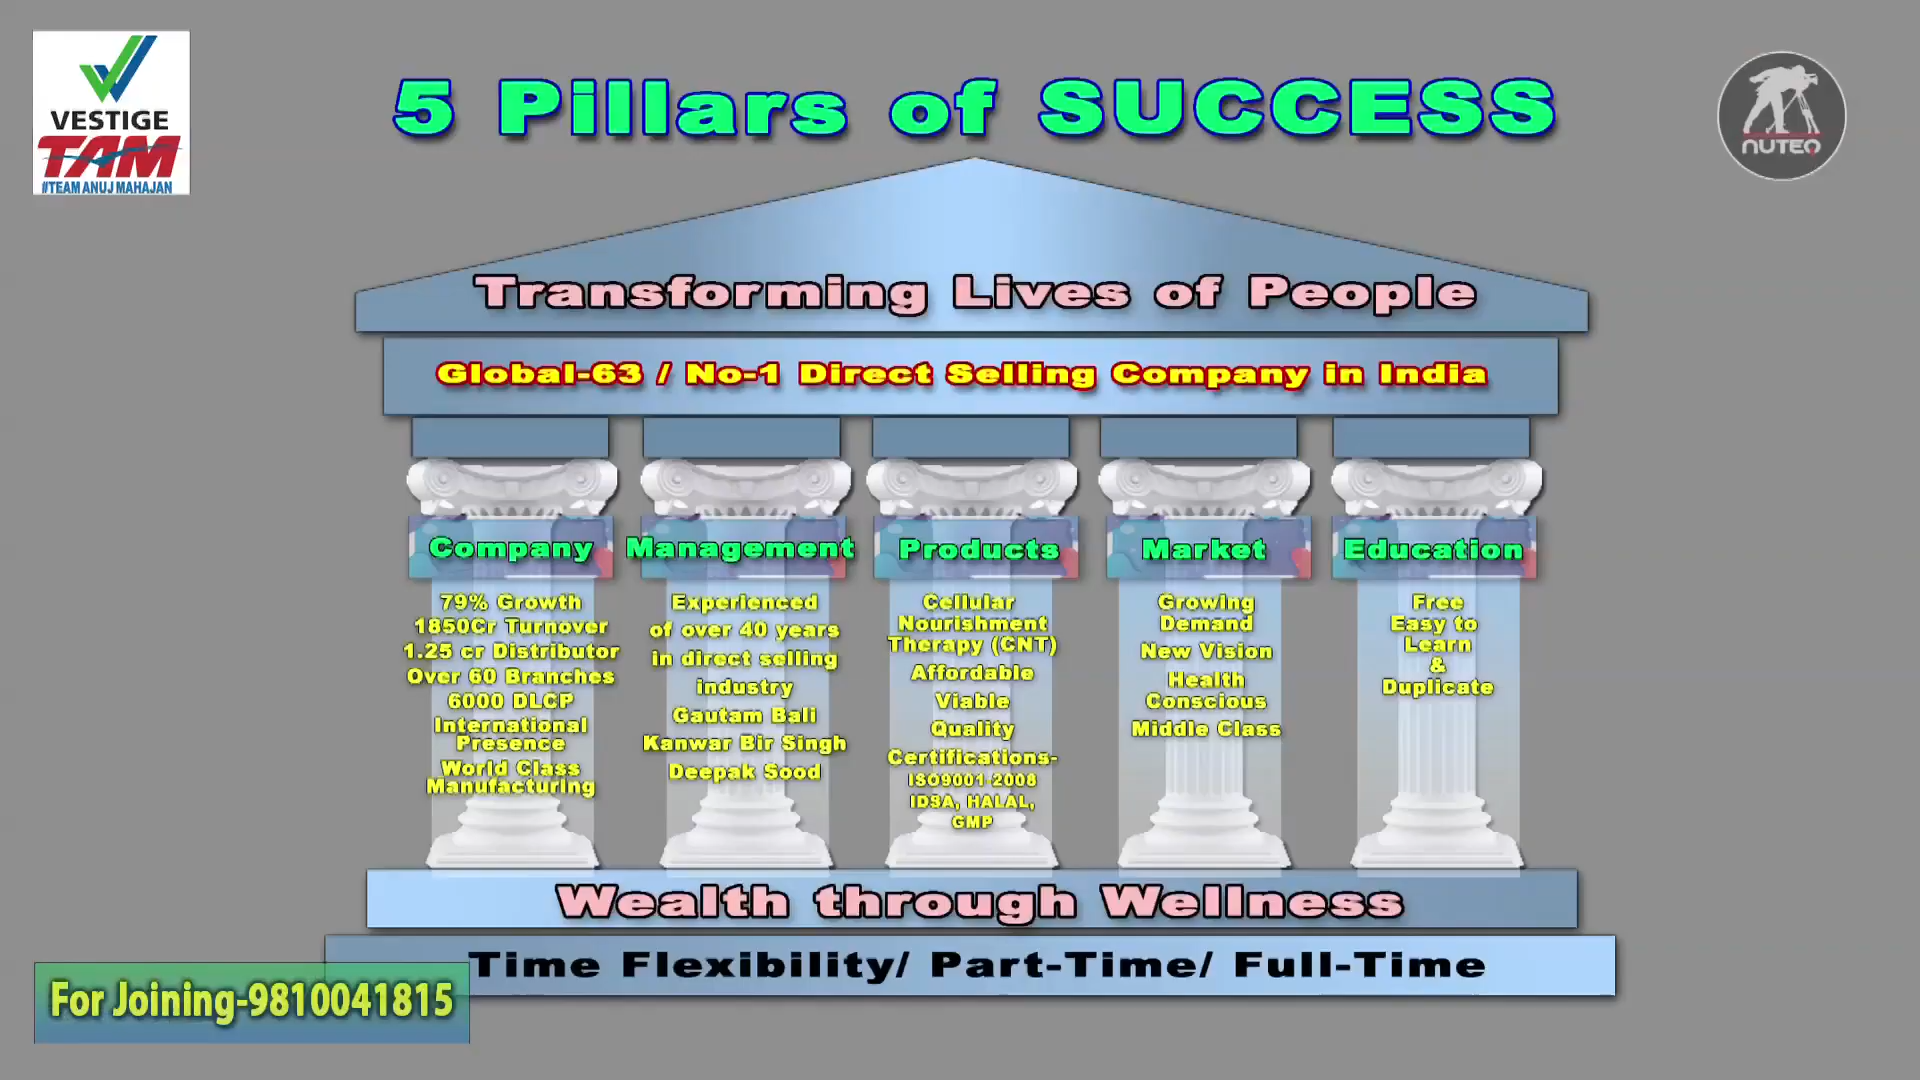 VESTIGE
TAM
#TEAM ANUJ MAHAJAN
5 Pillars of SUCCESS
NUTEQ
Transforming Lives of People
Global-63 / No-1 Direct Selling Company in India
Company
79% Growth
1850Cr Turnover
1.25 cr Distributor
Over 60 Branches
6000 DLCP
International
Presence
World Class
Manufacturing
Management
Experienced
of over 40 years
in direct selling
industry
Gautam Bali
Kanwar Bir Singh
Deepak Sood
Products
Cellular
Nourishment
Therapy (CNT)
Affordable
Viable
Quality
Certifications-
ISO9001-2008
IDSA, HALAL,
GMP
Market
Growing
Demand
New Vision
Health
Conscious
Middle Class
Education
Free
Easy to
Learn
&
Duplicate
Wealth through Wellness
Time Flexibility/ Part-Time/ Full-Time
For Joining-9810041815